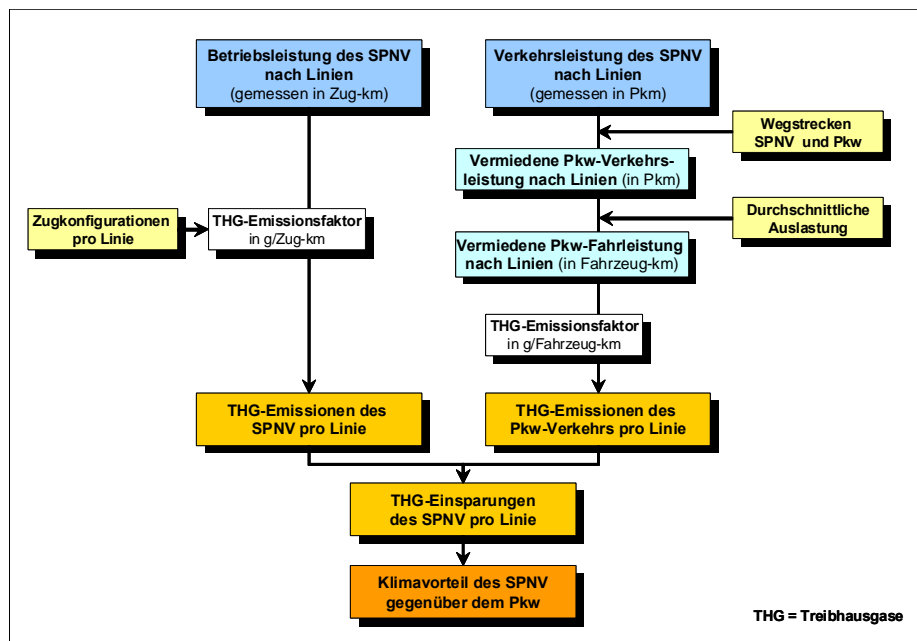 Betriebsleistung des SPNV
nach Linien
(gemessen in Zug-km)
Verkehrsleistung des SPNV
nach Linien
(gemessen in Pkm)
Wegstrecken
SPNV und Pkw
Vermiedene Pkw-Verkehrs-
leistung nach Linien (in Pkm)
Zugkonfigurationen
pro Linie
THG-Emissionsfaktor
in g/Zug-km
Durchschnittliche
Auslastung
Vermiedene Pkw-Fahrleistung
nach Linien (in Fahrzeug-km)
THG-Emissionsfaktor
in g/Fahrzeug-km
THG-Emissionen des
SPNV pro Linie
THG-Emissionen des
Pkw-Verkehrs pro Linie
THG-Einsparungen
des SPNV pro Linie
Klimavorteil des SPNV
gegenüber dem Pkw
THG = Treibhausgase